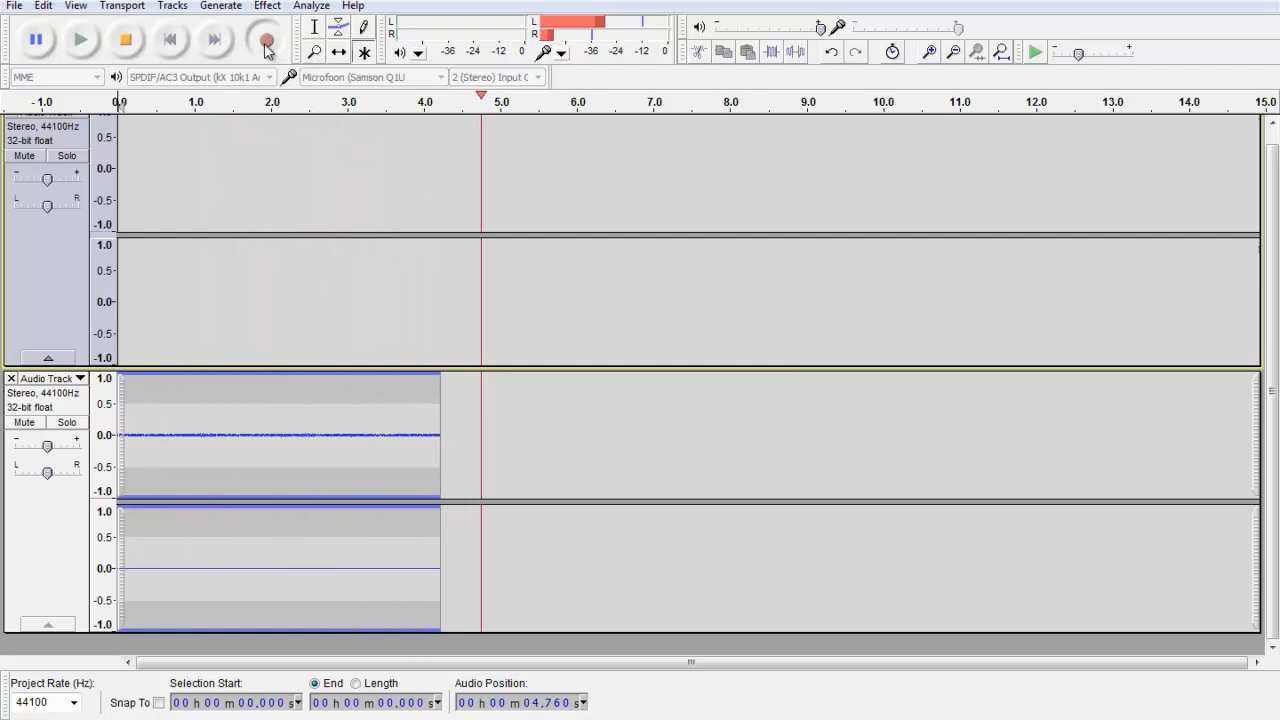 File Edit View Transport Tracks Generate Effect Analyze Help
L R -36 -24 -12 0 L R -36 -24 -12 0
MME SPDIF/AC3 Output (kX 10k1 Au Microfoon (Samson Q1U 2 (Stereo) Input C
- 1.0 0.0 1.0 2.0 3.0 4.0 5.0 6.0 7.0 8.0 9.0 10.0 11.0 12.0 13.0 14.0 15.0
Stereo, 44100Hz
32-bit float
Mute Solo
- +
L R
0.5
0.0
-0.5
-1.0
1.0
0.5
0.0
-0.5
-1.0
Audio Track
Stereo, 44100Hz
32-bit float
Mute Solo
- +
L R
1.0
0.5
0.0
-0.5
-1.0
1.0
0.5
0.0
-0.5
-1.0
Project Rate (Hz): Selection Start: End Length Audio Position:
44100 Snap To 00 h 00 m 00.000 s 00 h 00 m 00.000 s 00 h 00 m 04.760 s